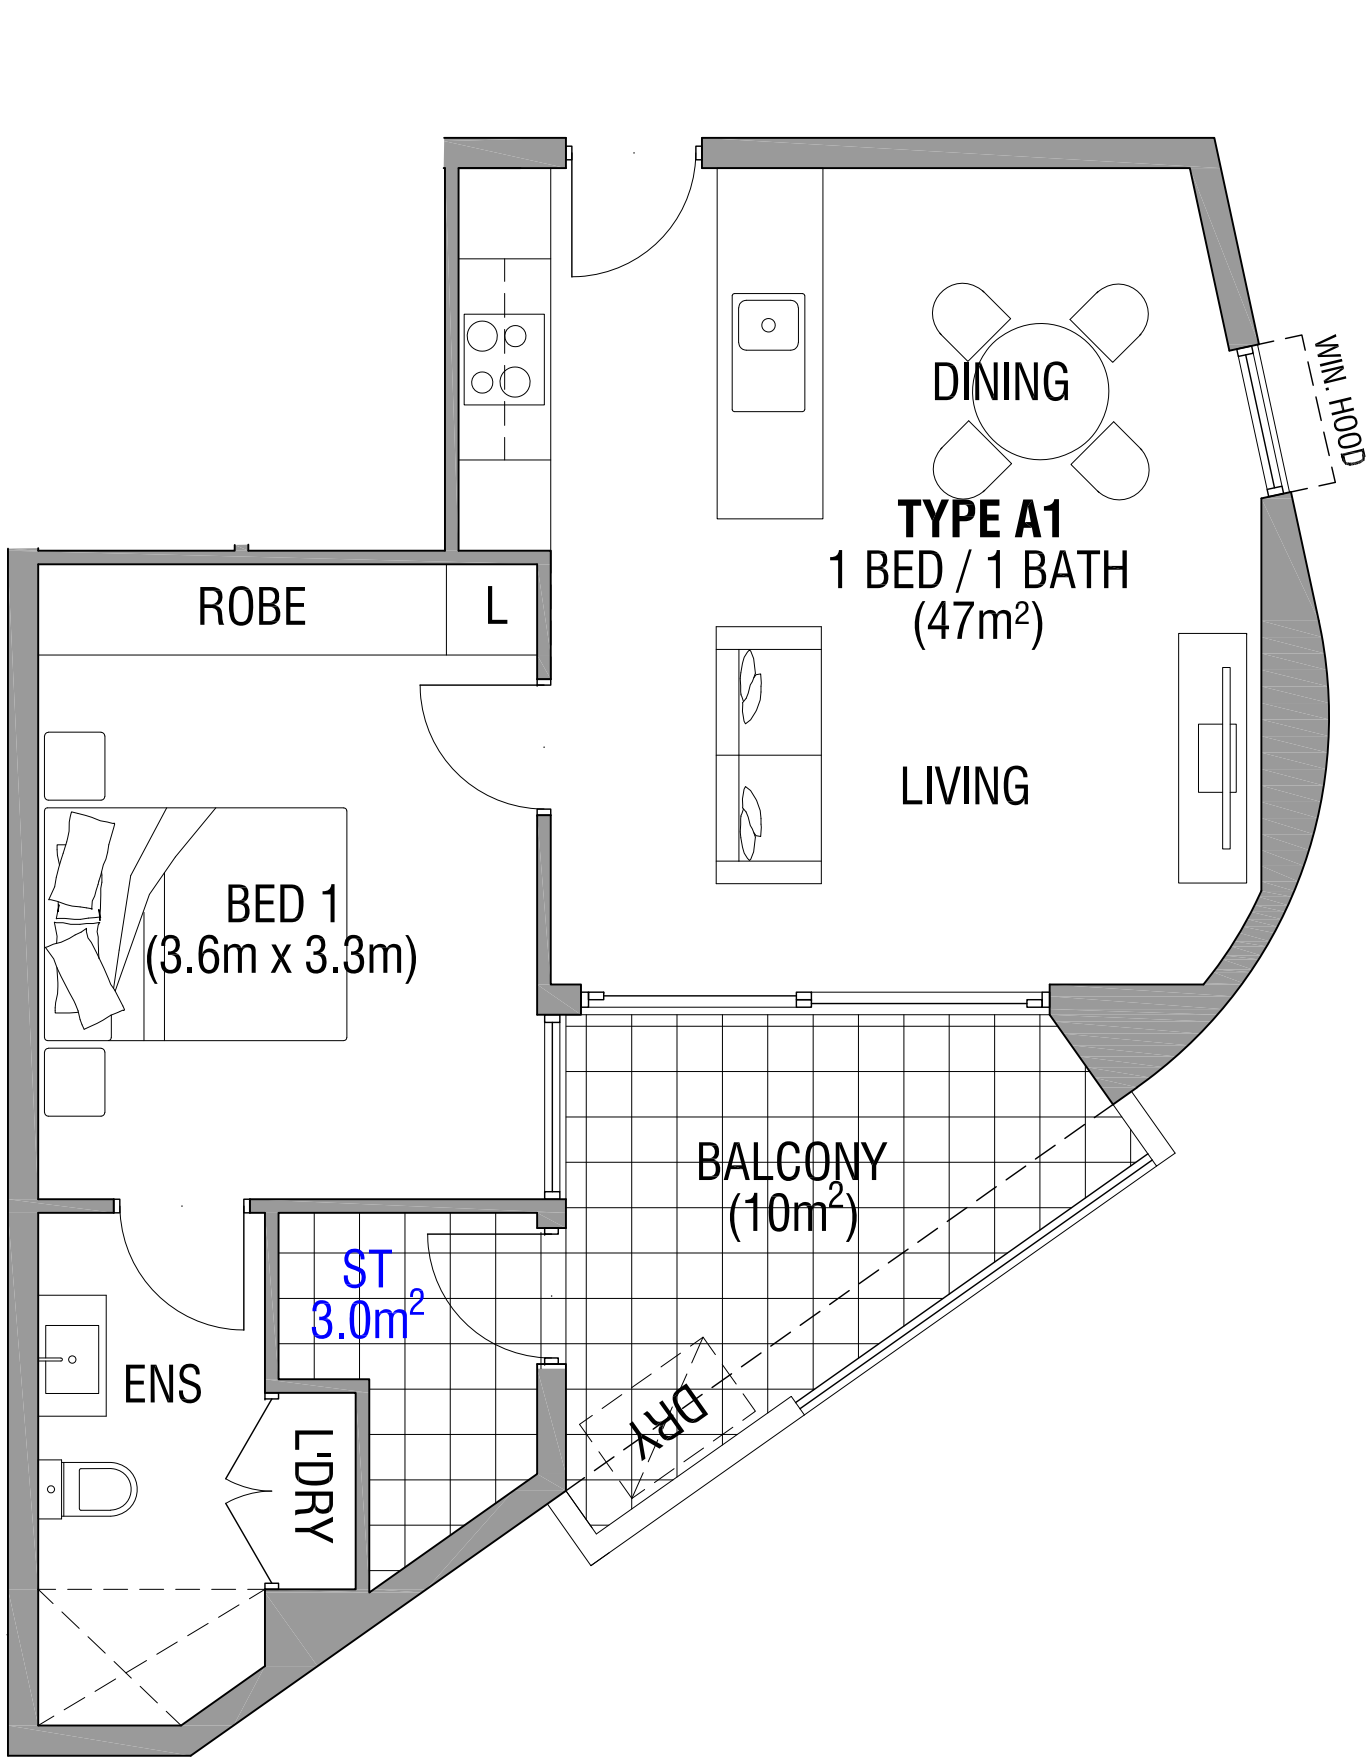 WIN. HOOD
DINING
TYPE A1
1 BED / 1 BATH
(47m²)
ROBE
L
LIVING
BED 1
(3.6m x 3.3m)
BALCONY
(10m²)
ST
3.0m²
ENS
DRY
L'DRY